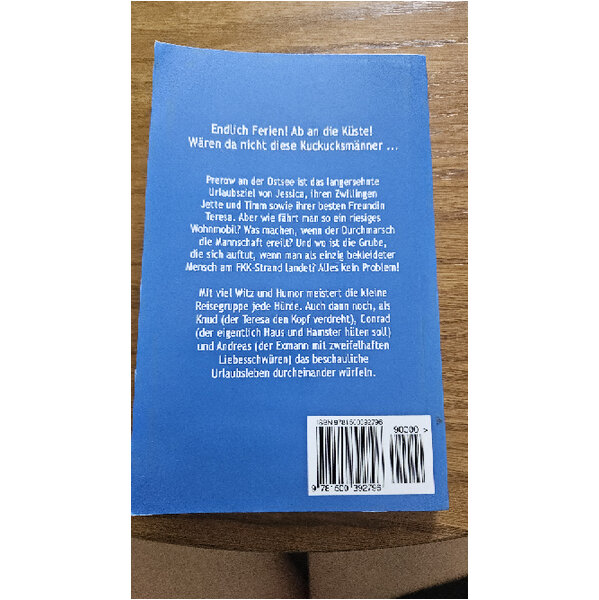 Endlich Ferien! Ab an die Küste!
Wären da nicht diese Kuckucksmänner ...
Prerow an der Ostsee ist das langersehnte
Urlaubsziel von Jessica, ihren Zwillingen
Jette und Timm sowie ihrer besten Freundin
Teresa. Aber wie fährt man so ein riesiges
Wohnmobil? Was machen, wenn der Durchmarsch
die Mannschaft ereilt? Und wo ist die Grube,
die sich auftut, wenn man als einzig bekleideter
Mensch am FKK-Strand landet? Alles kein Problem!
Mit viel Witz und Humor meistert die kleine
Reisegruppe jede Hürde. Auch dann noch, als
Knud (der Teresa den Kopf verdreht), Conrad
(der eigentlich Haus und Hamster hüten soll)
und Andreas (der Exmann mit zweifelhaften
Liebesschwüren) das beschauliche
Urlaubsleben durcheinander würfeln.
ISBN 9781500392796
90000 >
9 781500 392796